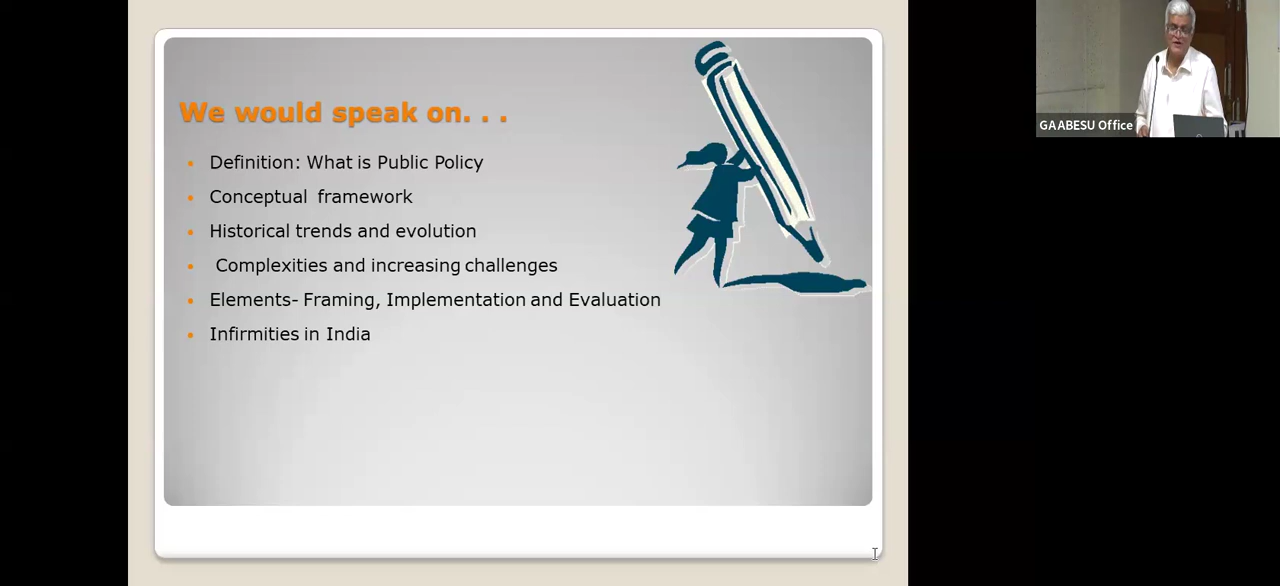 We would speak on. . .
Definition: What is Public Policy
Conceptual framework
Historical trends and evolution
Complexities and increasing challenges
Elements- Framing, Implementation and Evaluation
Infirmities in India
GAABESU Office